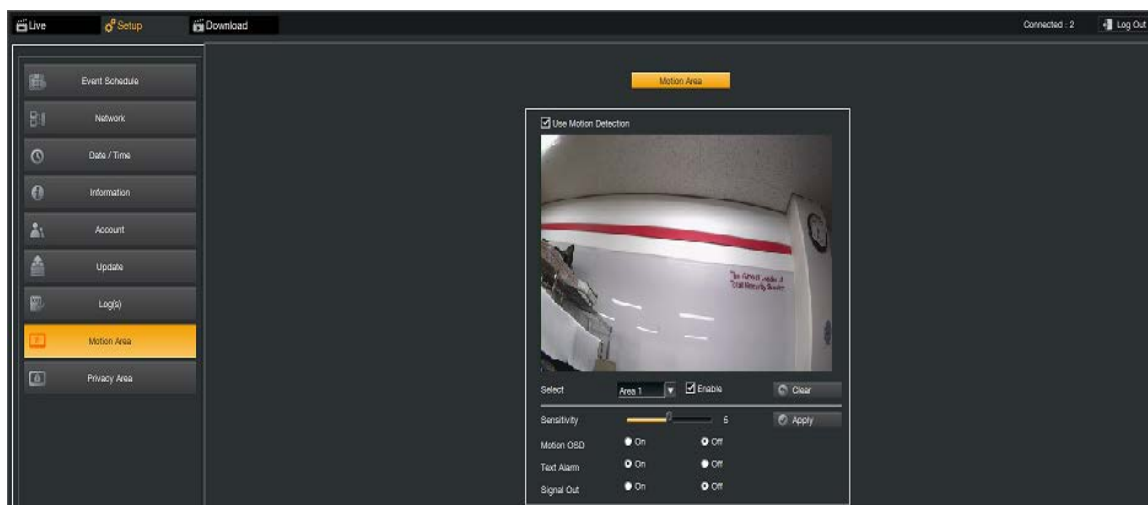 Live Setup Download Connected : 2 Log Out
Event Schedule
Network
Date / Time
Information
Account
Update
Log(s)
Motion Area
Privacy Area
Motion Area
Use Motion Detection
Select Area 1 Enable Clear
Sensitivity 5 Apply
Motion OSD On Off
Text Alarm On Off
Signal Out On Off